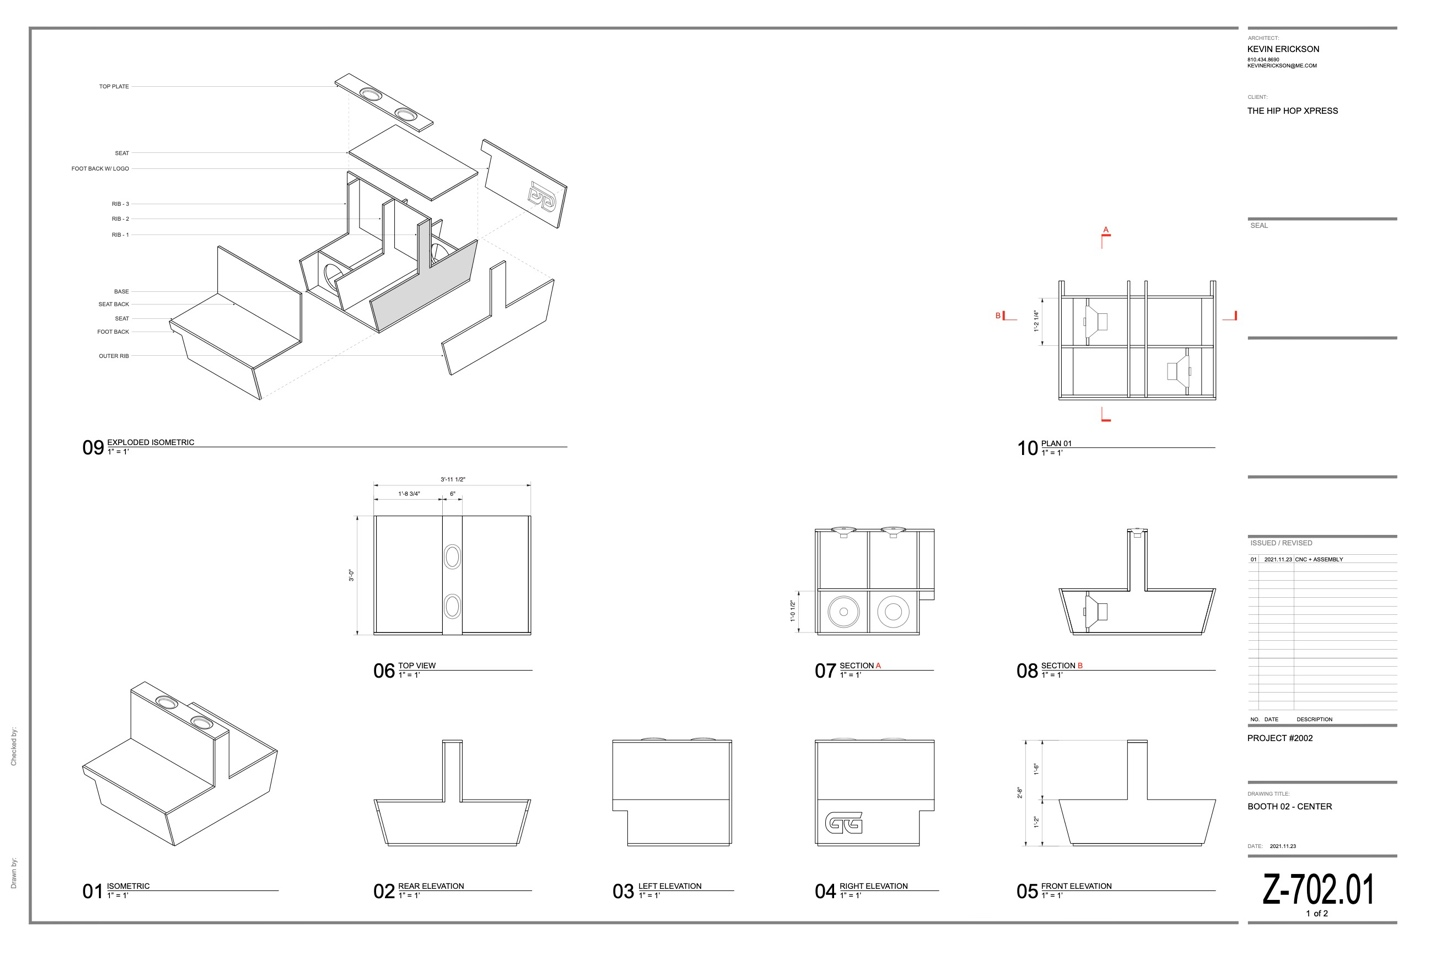 TOP PLATE
SEAT
FOOT BACK W/ LOGO
RIB - 3
RIB - 2
RIB - 1
BASE
SEAT BACK
SEAT
FOOT BACK
OUTER RIB
09 EXPLODED ISOMETRIC
1" = 1'
A
B
1'-2 1/4"
10 PLAN 01
1" = 1'
3'-11 1/2"
1'-8 3/4"
6"
3'-0"
06 TOP VIEW
1" = 1'
1'-0 1/2"
07 SECTION A
1" = 1'
08 SECTION B
1" = 1'
01 ISOMETRIC
1" = 1'
02 REAR ELEVATION
1" = 1'
03 LEFT ELEVATION
1" = 1'
04 RIGHT ELEVATION
1" = 1'
2'-8"
1'-6"
1'-2"
05 FRONT ELEVATION
1" = 1'
Checked by:
Drawn by:
ARCHITECT:
KEVIN ERICKSON
810.434.8690
KEVINERICKSON@ME.COM
CLIENT:
THE HIP HOP XPRESS
SEAL
ISSUED / REVISED
01 2021.11.23 CNC + ASSEMBLY
NO. DATE DESCRIPTION
PROJECT #2002
DRAWING TITLE:
BOOTH 02 - CENTER
DATE: 2021.11.23
Z-702.01
1 of 2